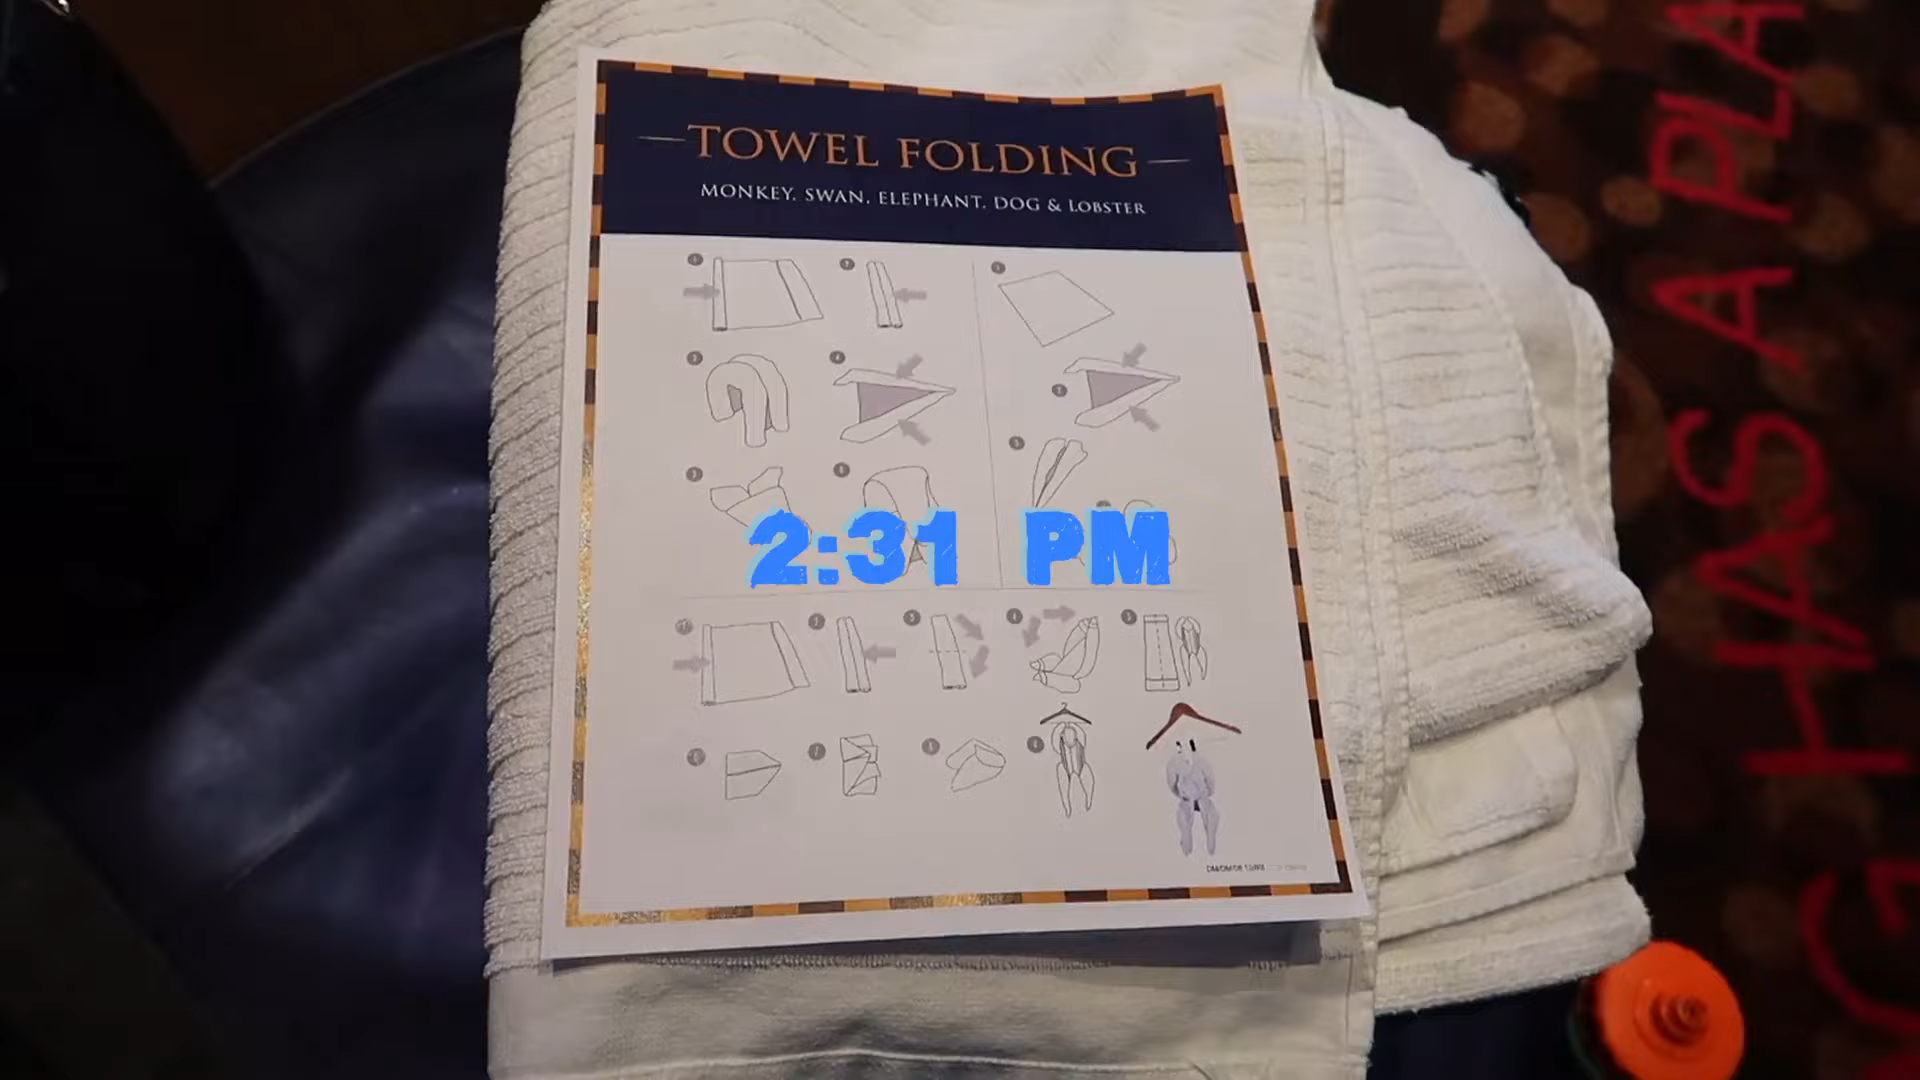 TOWEL FOLDING
MONKEY, SWAN, ELEPHANT, DOG & LOBSTER
2:31 PM
HAS A PLA